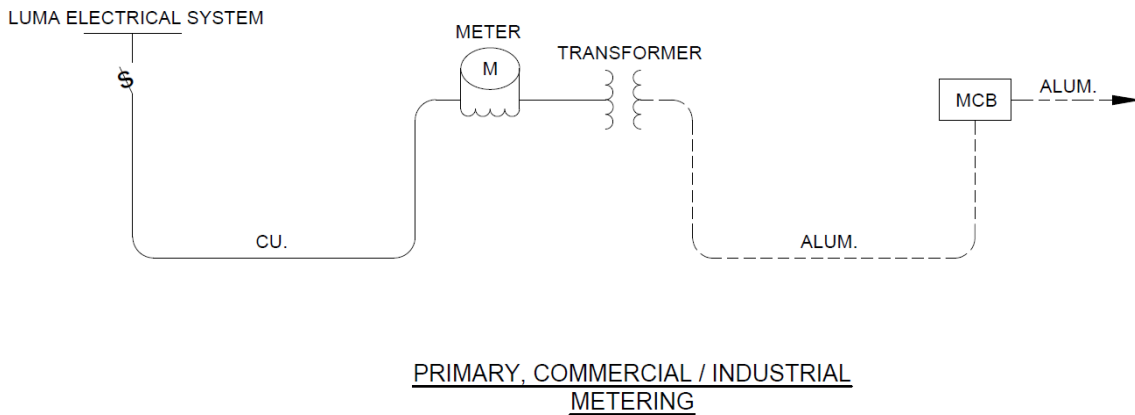 LUMA ELECTRICAL SYSTEM
METER
M
TRANSFORMER
MCB
ALUM.
CU.
ALUM.
PRIMARY, COMMERCIAL / INDUSTRIAL
METERING